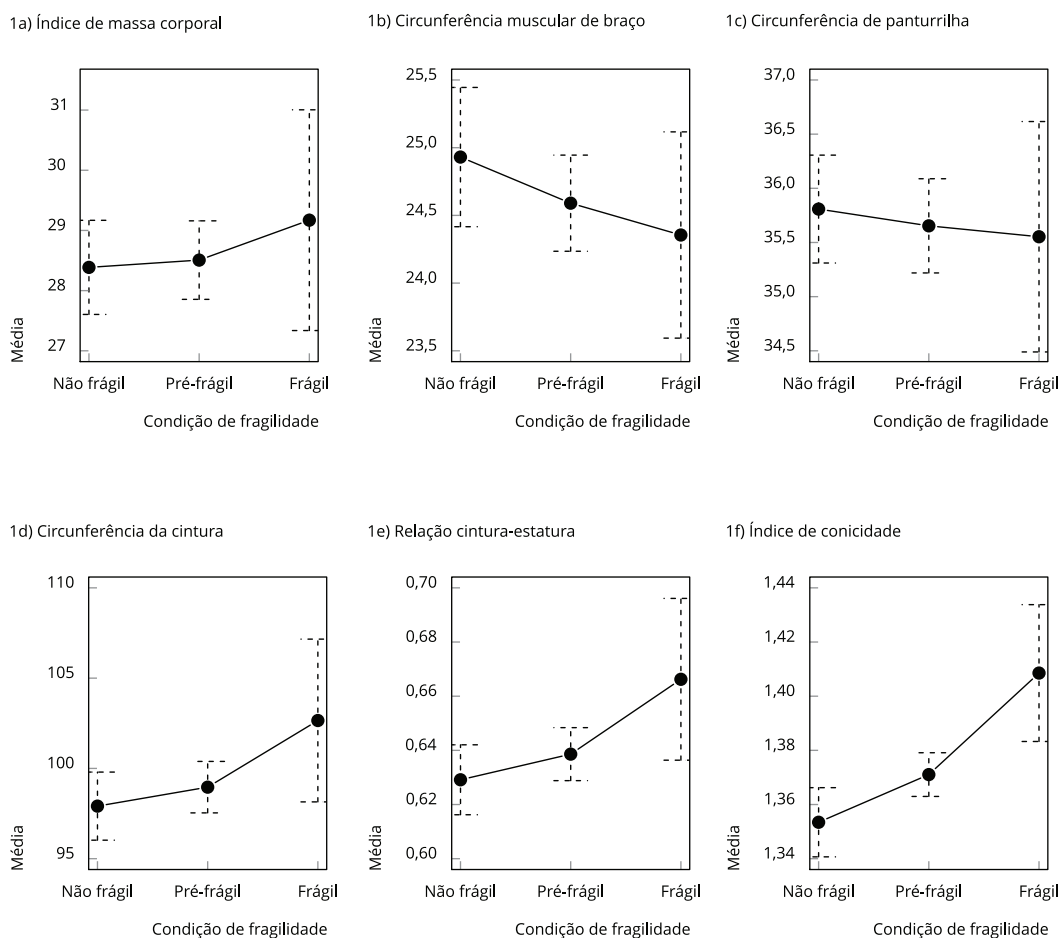 1a) Índice de massa corporal
31
30
29
28
27
Média
Não frágil Pré-frágil Frágil
Condição de fragilidade
1b) Circunferência muscular de braço
25,5
25,0
24,5
24,0
23,5
Média
Não frágil Pré-frágil Frágil
Condição de fragilidade
1c) Circunferência de panturrilha
37,0
36,5
36,0
35,5
35,0
34,5
Média
Não frágil Pré-frágil Frágil
Condição de fragilidade
1d) Circunferência da cintura
110
105
100
95
Média
Não frágil Pré-frágil Frágil
Condição de fragilidade
1e) Relação cintura-estatura
0,70
0,68
0,66
0,64
0,62
0,60
Média
Não frágil Pré-frágil Frágil
Condição de fragilidade
1f) Índice de conicidade
1,44
1,42
1,40
1,38
1,36
1,34
Média
Não frágil Pré-frágil Frágil
Condição de fragilidade